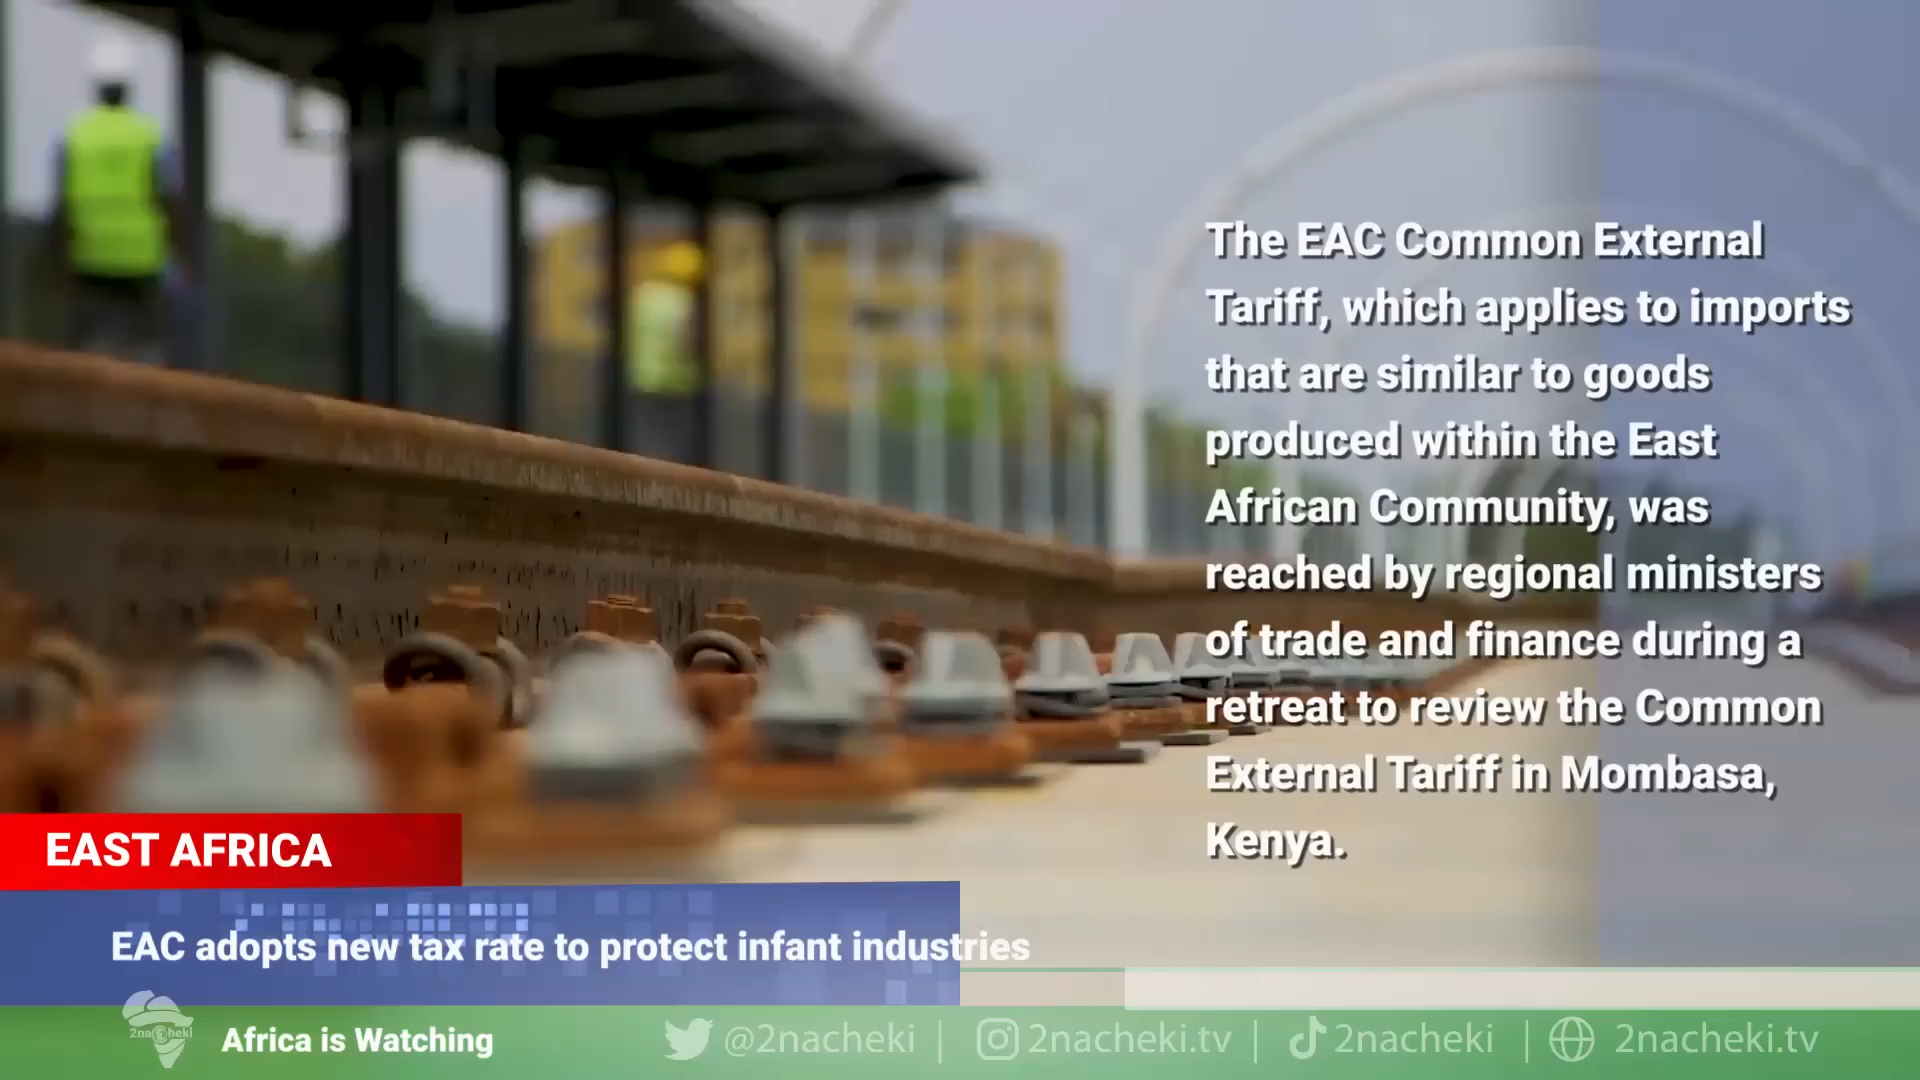 The EAC Common External
Tariff, which applies to imports
that are similar to goods
produced within the East
African Community, was
reached by regional ministers
of trade and finance during a
retreat to review the Common
External Tariff in Mombasa,
Kenya.
EAST AFRICA
EAC adopts new tax rate to protect infant industries
2nacheki
Africa is Watching
@2nacheki | 2nacheki.tv | 2nacheki | 2nacheki.tv